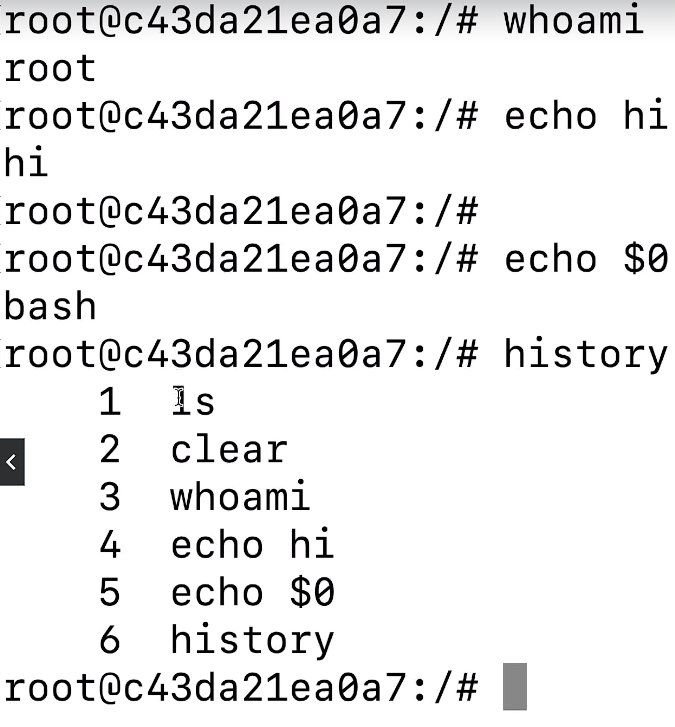 root@c43da21ea0a7:/# whoami
root
root@c43da21ea0a7:/# echo hi
hi
root@c43da21ea0a7:/#
root@c43da21ea0a7:/# echo $0
bash
root@c43da21ea0a7:/# history
1 ls
2 clear
3 whoami
4 echo hi
5 echo $0
6 history
root@c43da21ea0a7:/#